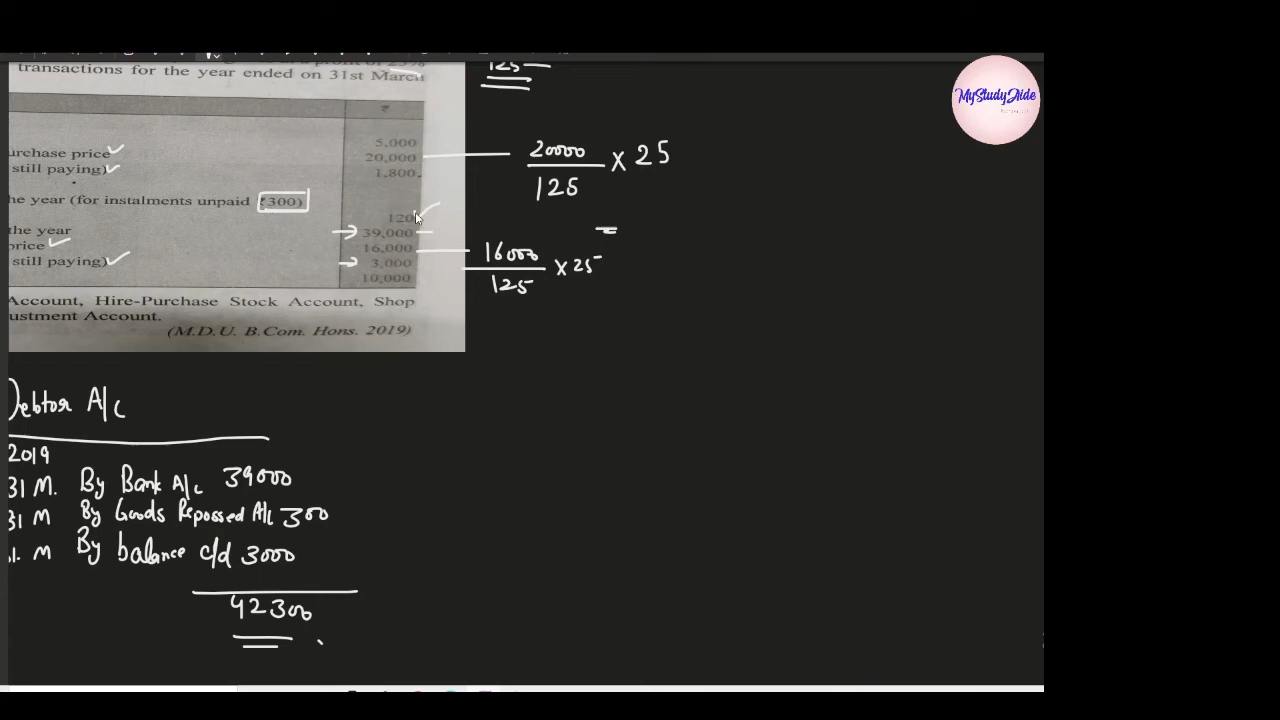 transactions for the year ended on 31st March
125
MyStudyJide
₹
5,000
urchase price 20,000
still paying) 1,800
he year (for instalments unpaid ₹300)
120
the year 39,000
price 16,000
still paying) 3,000
10,000
Account, Hire-Purchase Stock Account, Shop
ustment Account.
(M.D.U. B.Com. Hons. 2019)
20000
125
x 25
=
16000
125
x 25
Debtor A/c
2019
31 M. By Bank A/c 39000
31 M By Goods Repossed A/c 300
31. M By balance c/d 3000
42300